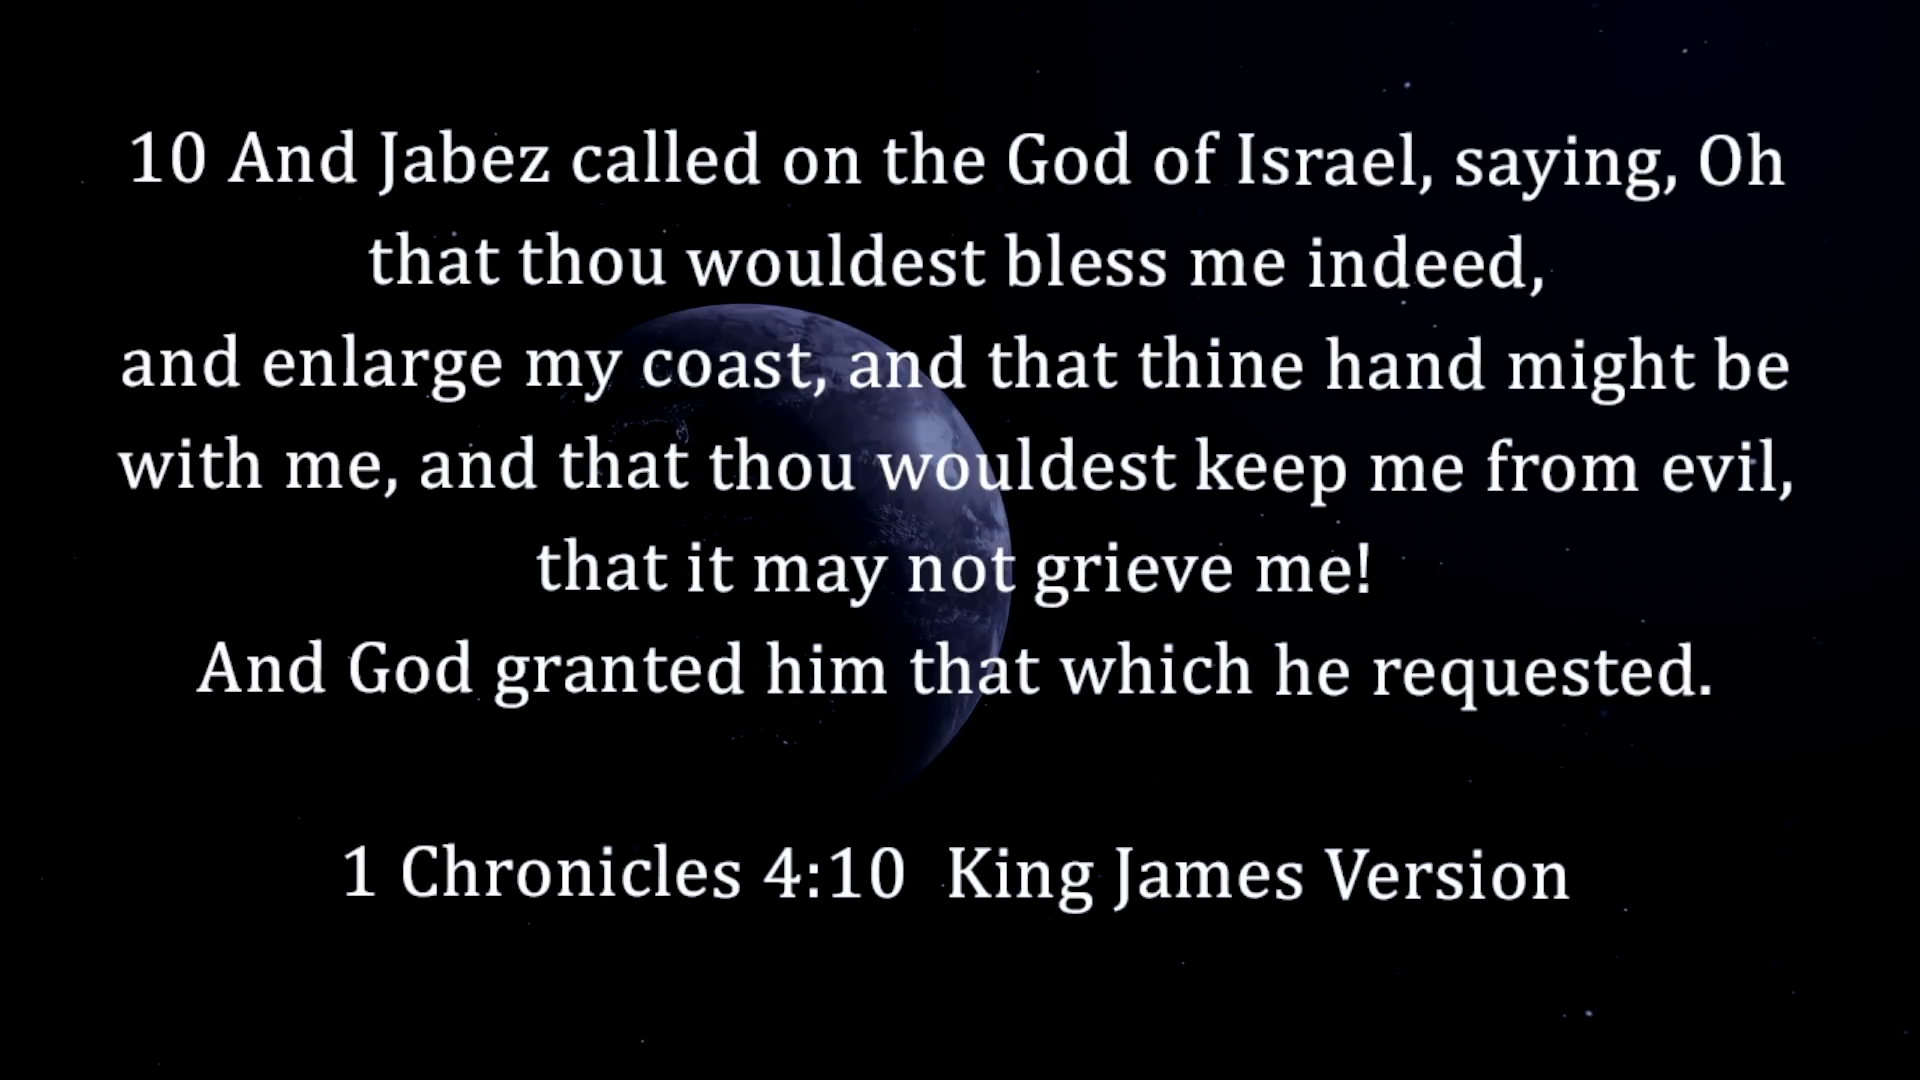 10 And Jabez called on the God of Israel, saying, Oh
that thou wouldest bless me indeed,
and enlarge my coast, and that thine hand might be
with me, and that thou wouldest keep me from evil,
that it may not grieve me!
And God granted him that which he requested.
1 Chronicles 4:10  King James Version